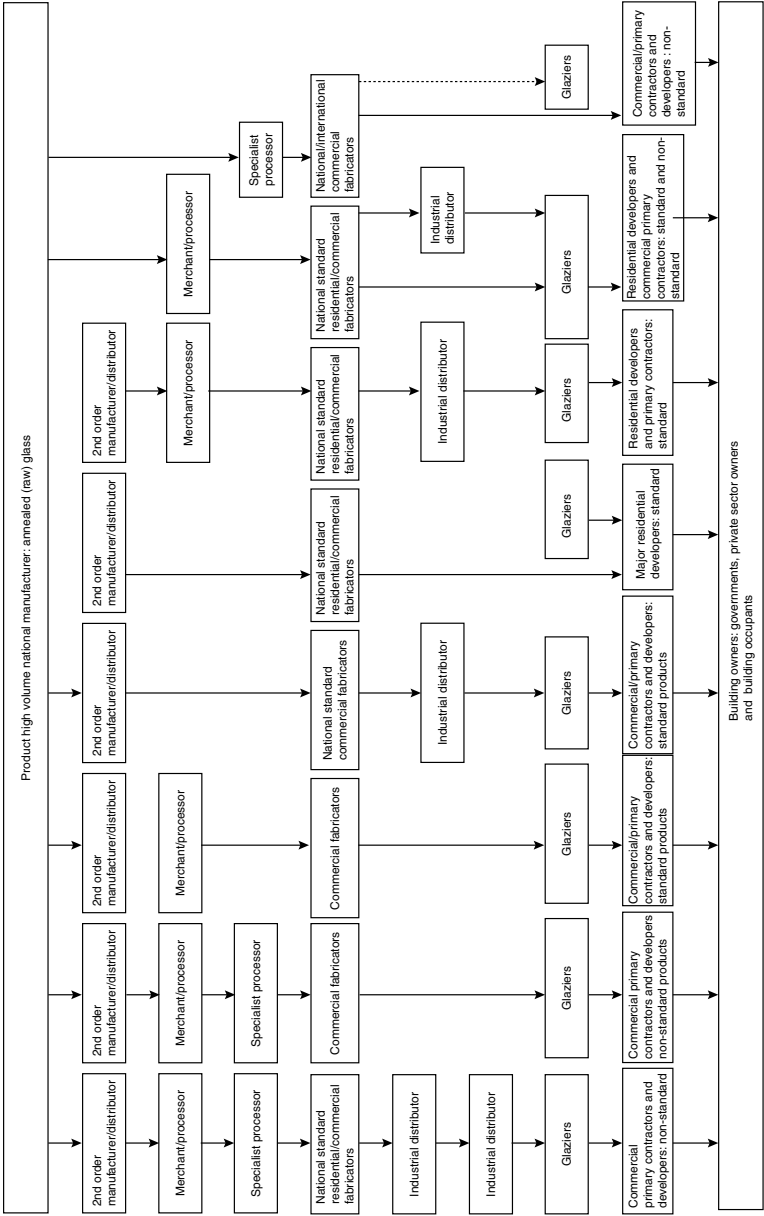 Product high volume national manufacturer: annealed (raw) glass
2nd order
manufacturer/distributor
2nd order
manufacturer/distributor
2nd order
manufacturer/distributor
2nd order
manufacturer/distributor
2nd order
manufacturer/distributor
2nd order
manufacturer/distributor
Merchant/processor
Merchant/processor
Merchant/processor
Merchant/processor
Merchant/processor
Specialist processor
Specialist processor
Specialist
processor
National standard
residential/commercial
fabricators
Commercial fabricators
Commercial fabricators
National standard
commercial fabricators
National standard
residential/commercial
fabricators
National standard
residential/commercial
fabricators
National standard
residential/commercial
fabricators
National/international
commercial
fabricators
Industrial distributor
Industrial distributor
Industrial distributor
Industrial
distributor
Industrial distributor
Glaziers
Glaziers
Glaziers
Glaziers
Glaziers
Glaziers
Glaziers
Glaziers
Commercial
primary contractors and
developers: non-standard
Commercial primary
contractors and developers
non-standard products
Commercial/primary
contractors and developers:
standard products
Commercial/primary
contractors and developers:
standard products
Major residential
developers: standard
Residential developers
and primary contractors:
standard
Residential developers and
commercial primary
contractors: standard and non-
standard
Commercial/primary
contractors and
developers : non-
standard
Building owners: governments, private sector owners
and building occupants